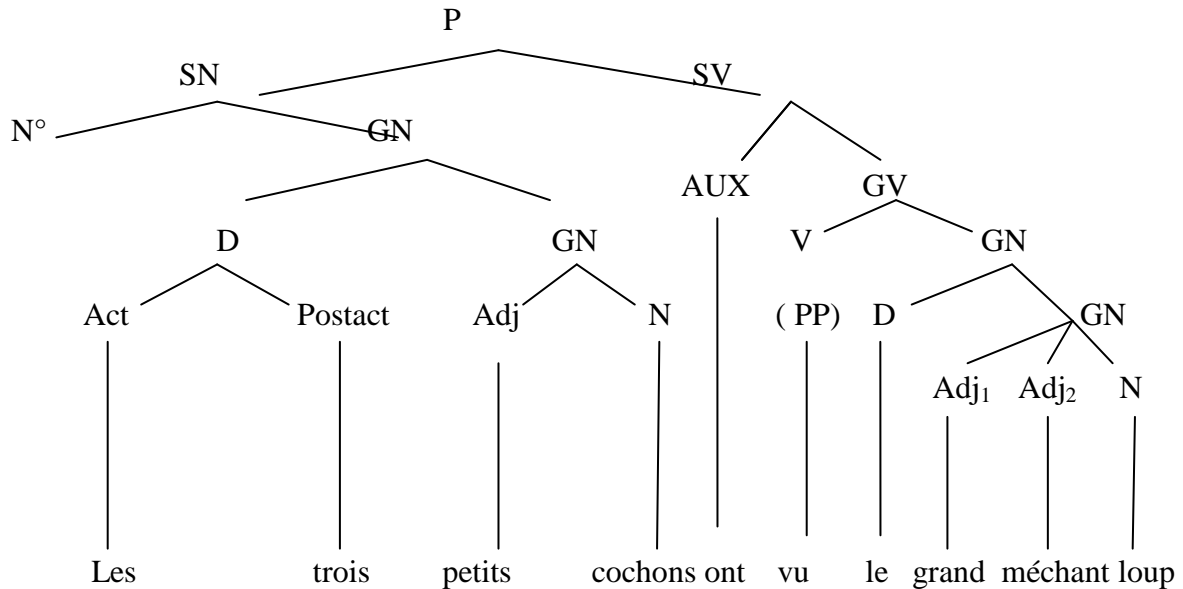 P
SN SV
N° GN
AUX GV
D GN V GN
Act Postact Adj N ( PP) D GN
Adj₁ Adj₂ N
Les trois petits cochons ont vu le grand méchant loup